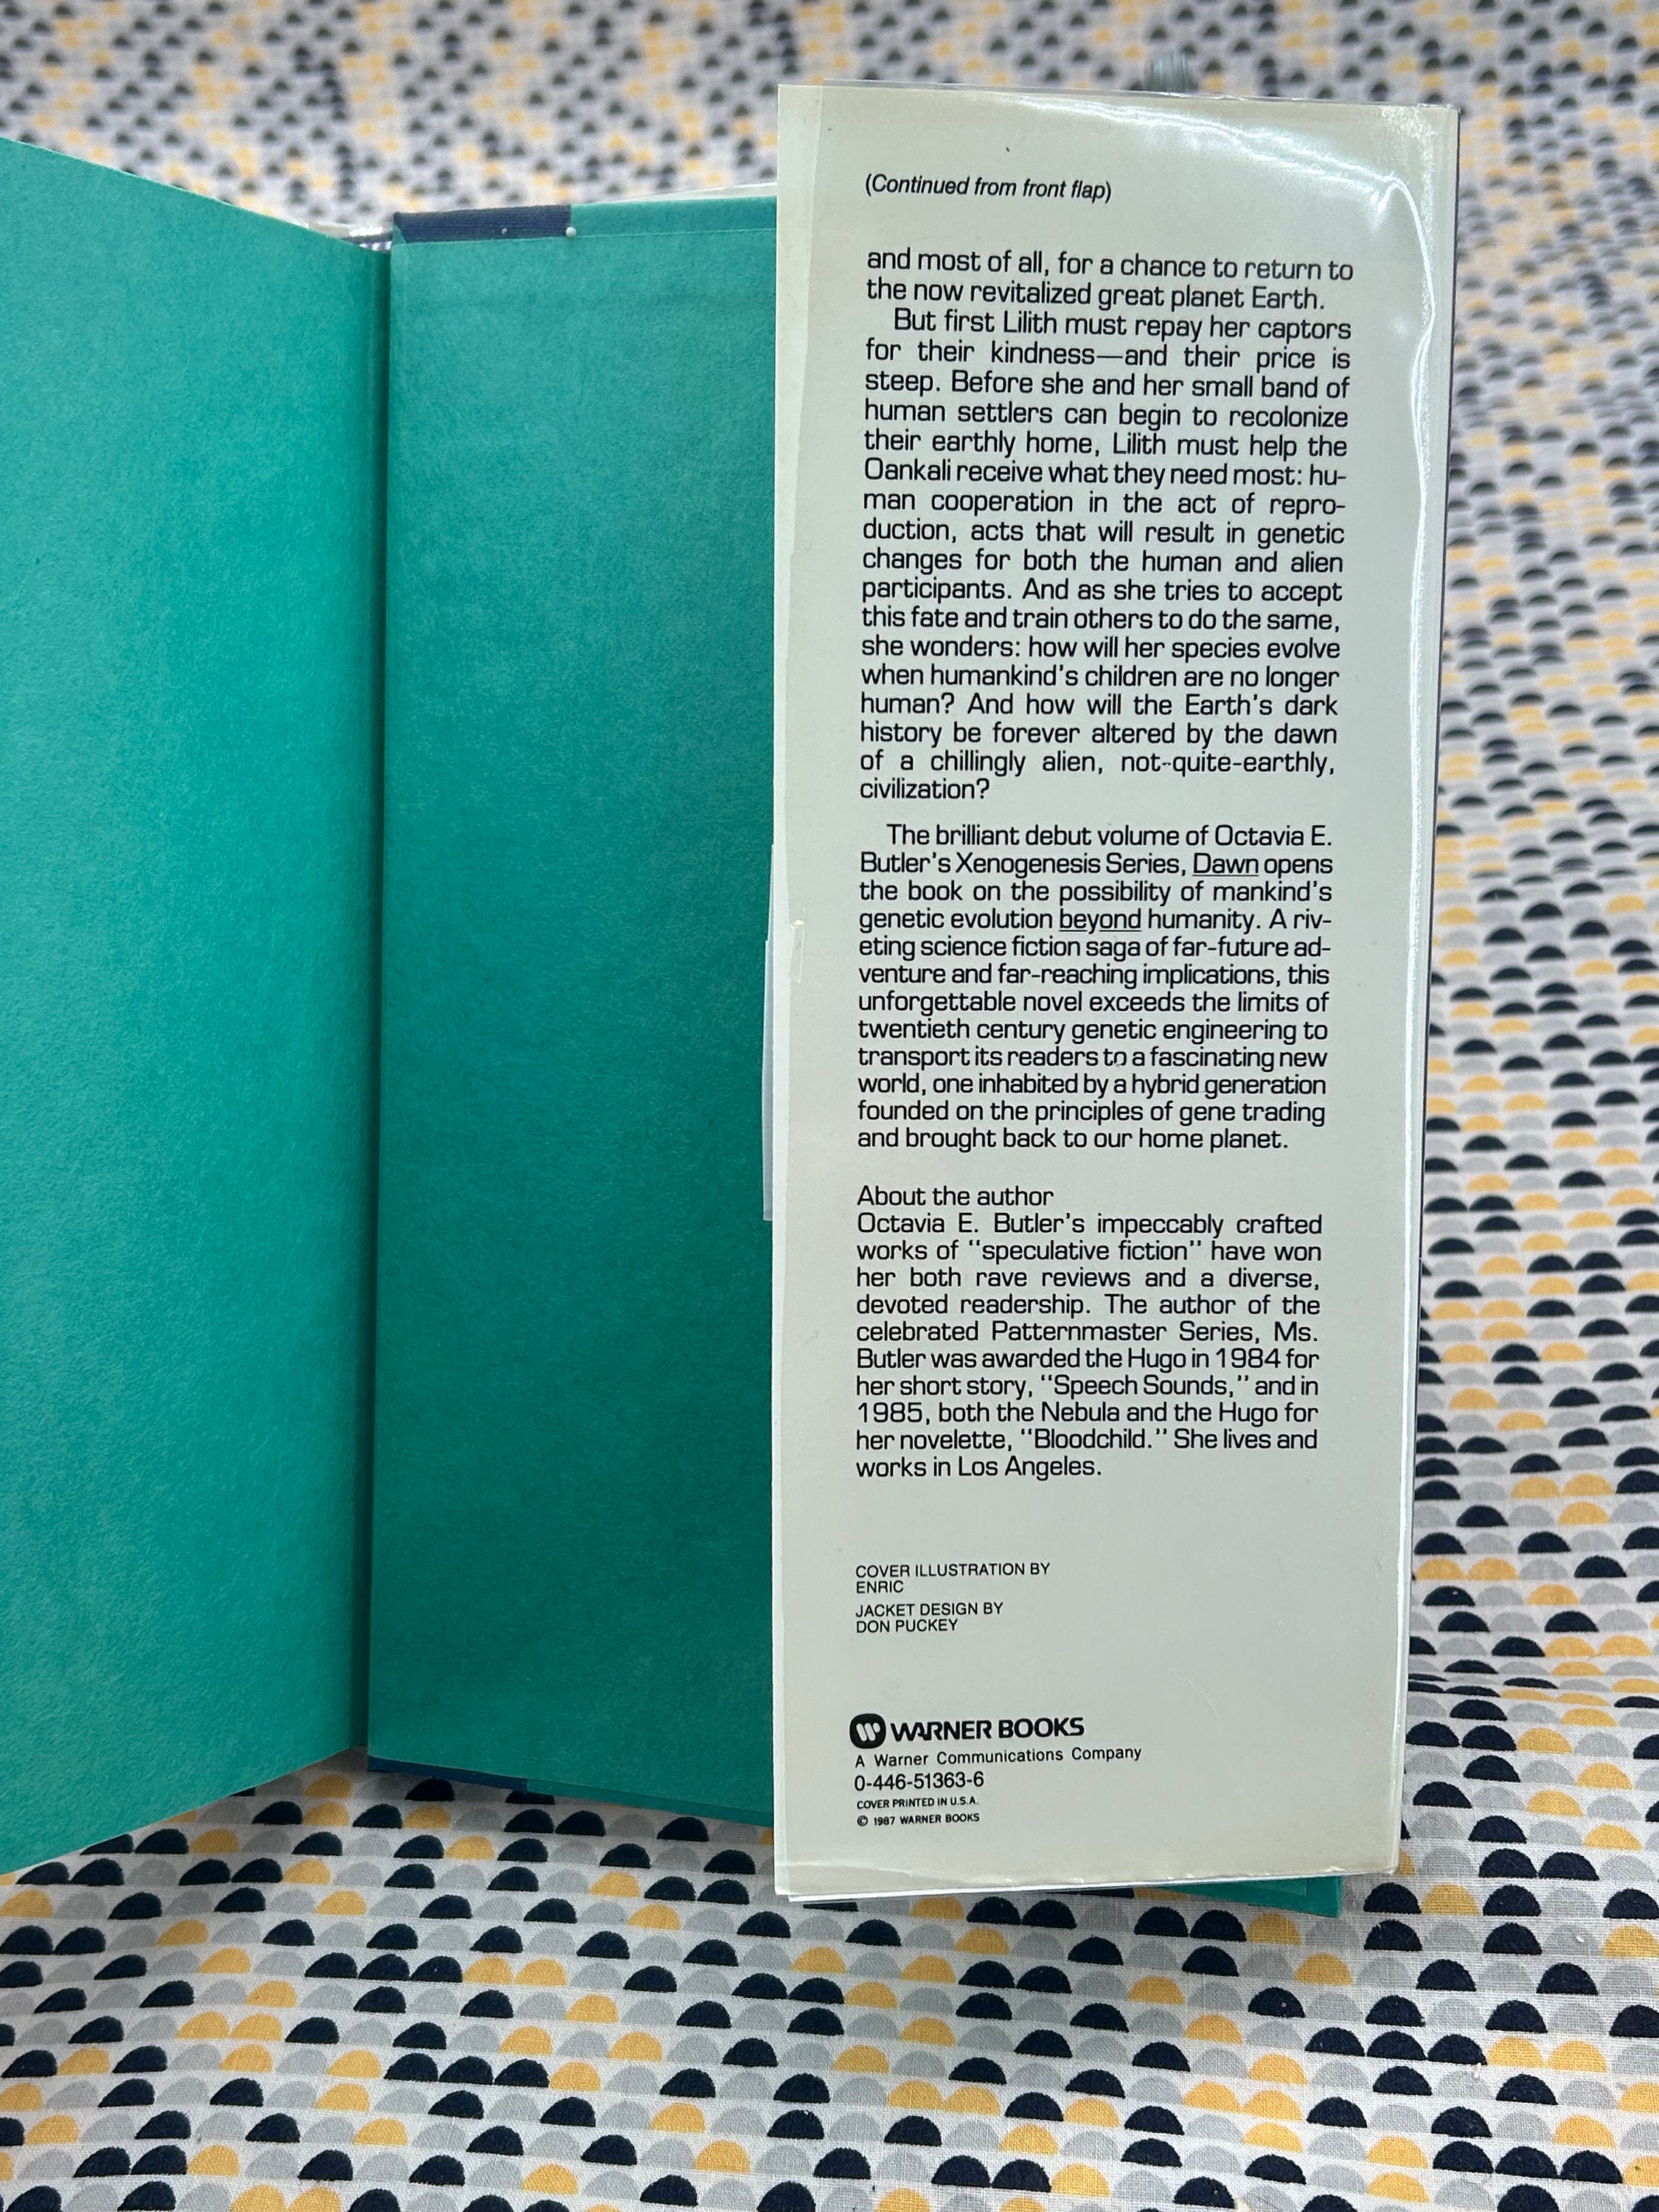 (Continued from front flap)
and most of all, for a chance to return to
the now revitalized great planet Earth.
But first Lilith must repay her captors
for their kindness—and their price is
steep. Before she and her small band of
human settlers can begin to recolonize
their earthly home, Lilith must help the
Oankali receive what they need most: hu-
man cooperation in the act of repro-
duction, acts that will result in genetic
changes for both the human and alien
participants. And as she tries to accept
this fate and train others to do the same,
she wonders: how will her species evolve
when humankind's children are no longer
human? And how will the Earth's dark
history be forever altered by the dawn
of a chillingly alien, not-quite-earthly,
civilization?
The brilliant debut volume of Octavia E.
Butler's Xenogenesis Series, Dawn opens
the book on the possibility of mankind's
genetic evolution beyond humanity. A riv-
eting science fiction saga of far-future ad-
venture and far-reaching implications, this
unforgettable novel exceeds the limits of
twentieth century genetic engineering to
transport its readers to a fascinating new
world, one inhabited by a hybrid generation
founded on the principles of gene trading
and brought back to our home planet.
About the author
Octavia E. Butler's impeccably crafted
works of "speculative fiction" have won
her both rave reviews and a diverse,
devoted readership. The author of the
celebrated Patternmaster Series, Ms.
Butler was awarded the Hugo in 1984 for
her short story, "Speech Sounds," and in
1985, both the Nebula and the Hugo for
her novelette, "Bloodchild." She lives and
works in Los Angeles.
COVER ILLUSTRATION BY
ENRIC
JACKET DESIGN BY
DON PUCKEY
WARNER BOOKS
A Warner Communications Company
0-446-51363-6
COVER PRINTED IN U.S.A.
© 1987 WARNER BOOKS